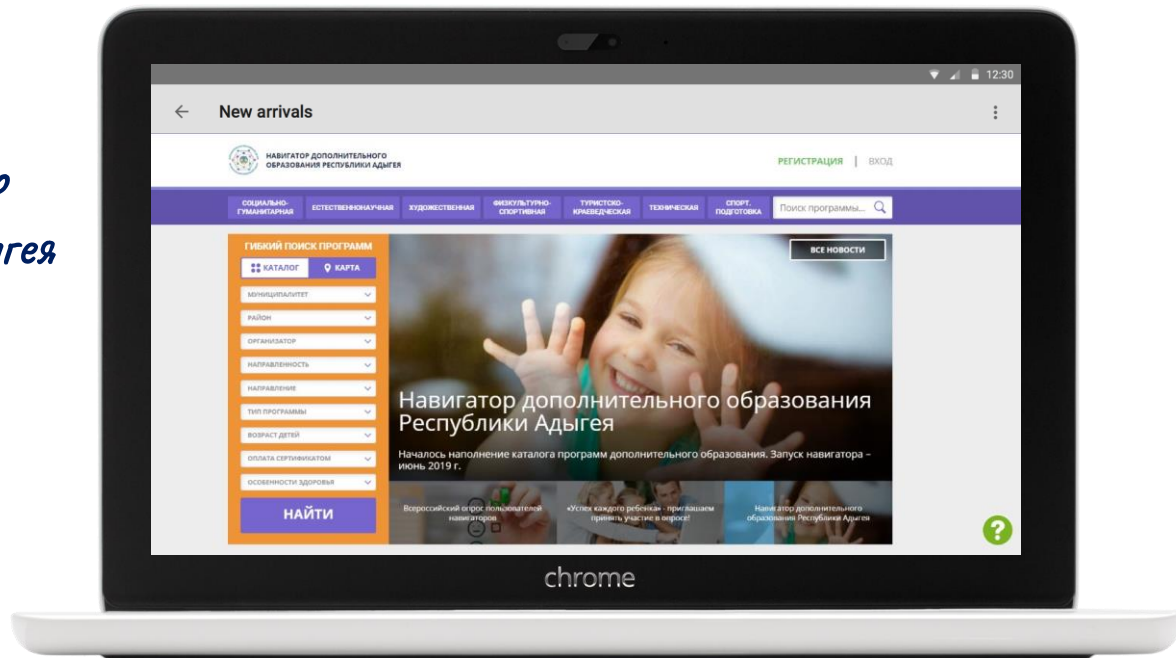 гея
12:30
New arrivals
НАВИГАТОР ДОПОЛНИТЕЛЬНОГО
ОБРАЗОВАНИЯ РЕСПУБЛИКИ АДЫГЕЯ
РЕГИСТРАЦИЯ | ВХОД
СОЦИАЛЬНО-
ГУМАНИТАРНАЯ
ЕСТЕСТВЕННОНАУЧНАЯ
ХУДОЖЕСТВЕННАЯ
ФИЗКУЛЬТУРНО-
СПОРТИВНАЯ
ТУРИСТСКО-
КРАЕВЕДЧЕСКАЯ
ТЕХНИЧЕСКАЯ
СПОРТ.
ПОДГОТОВКА
Поиск программы...
ГИБКИЙ ПОИСК ПРОГРАММ
КАТАЛОГ
КАРТА
МУНИЦИПАЛИТЕТ
РАЙОН
ОРГАНИЗАТОР
НАПРАВЛЕННОСТЬ
НАПРАВЛЕНИЕ
ТИП ПРОГРАММЫ
ВОЗРАСТ ДЕТЕЙ
ОПЛАТА СЕРТИФИКАТОМ
ОСОБЕННОСТИ ЗДОРОВЬЯ
НАЙТИ
ВСЕ НОВОСТИ
Навигатор дополнительного образования
Республики Адыгея
Началось наполнение каталога программ дополнительного образования. Запуск навигатора –
июнь 2019 г.
Всероссийский опрос пользователей
навигаторов
«Успех каждого ребенка» - приглашаем
принять участие в опросе!
Навигатор дополнительного
образования Республики Адыгея
?
chrome